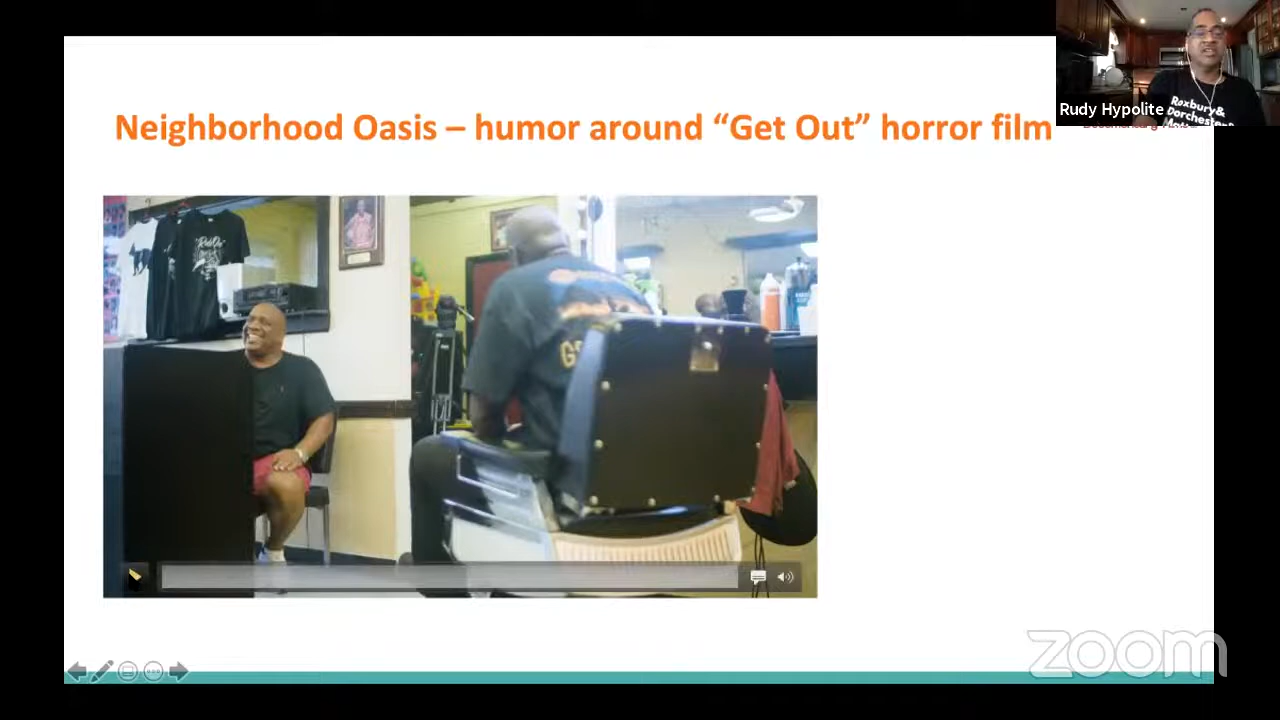 Neighborhood Oasis – humor around “Get Out” horror film
Rudy Hypolite
Roxbury&
Dorchester&
zoom